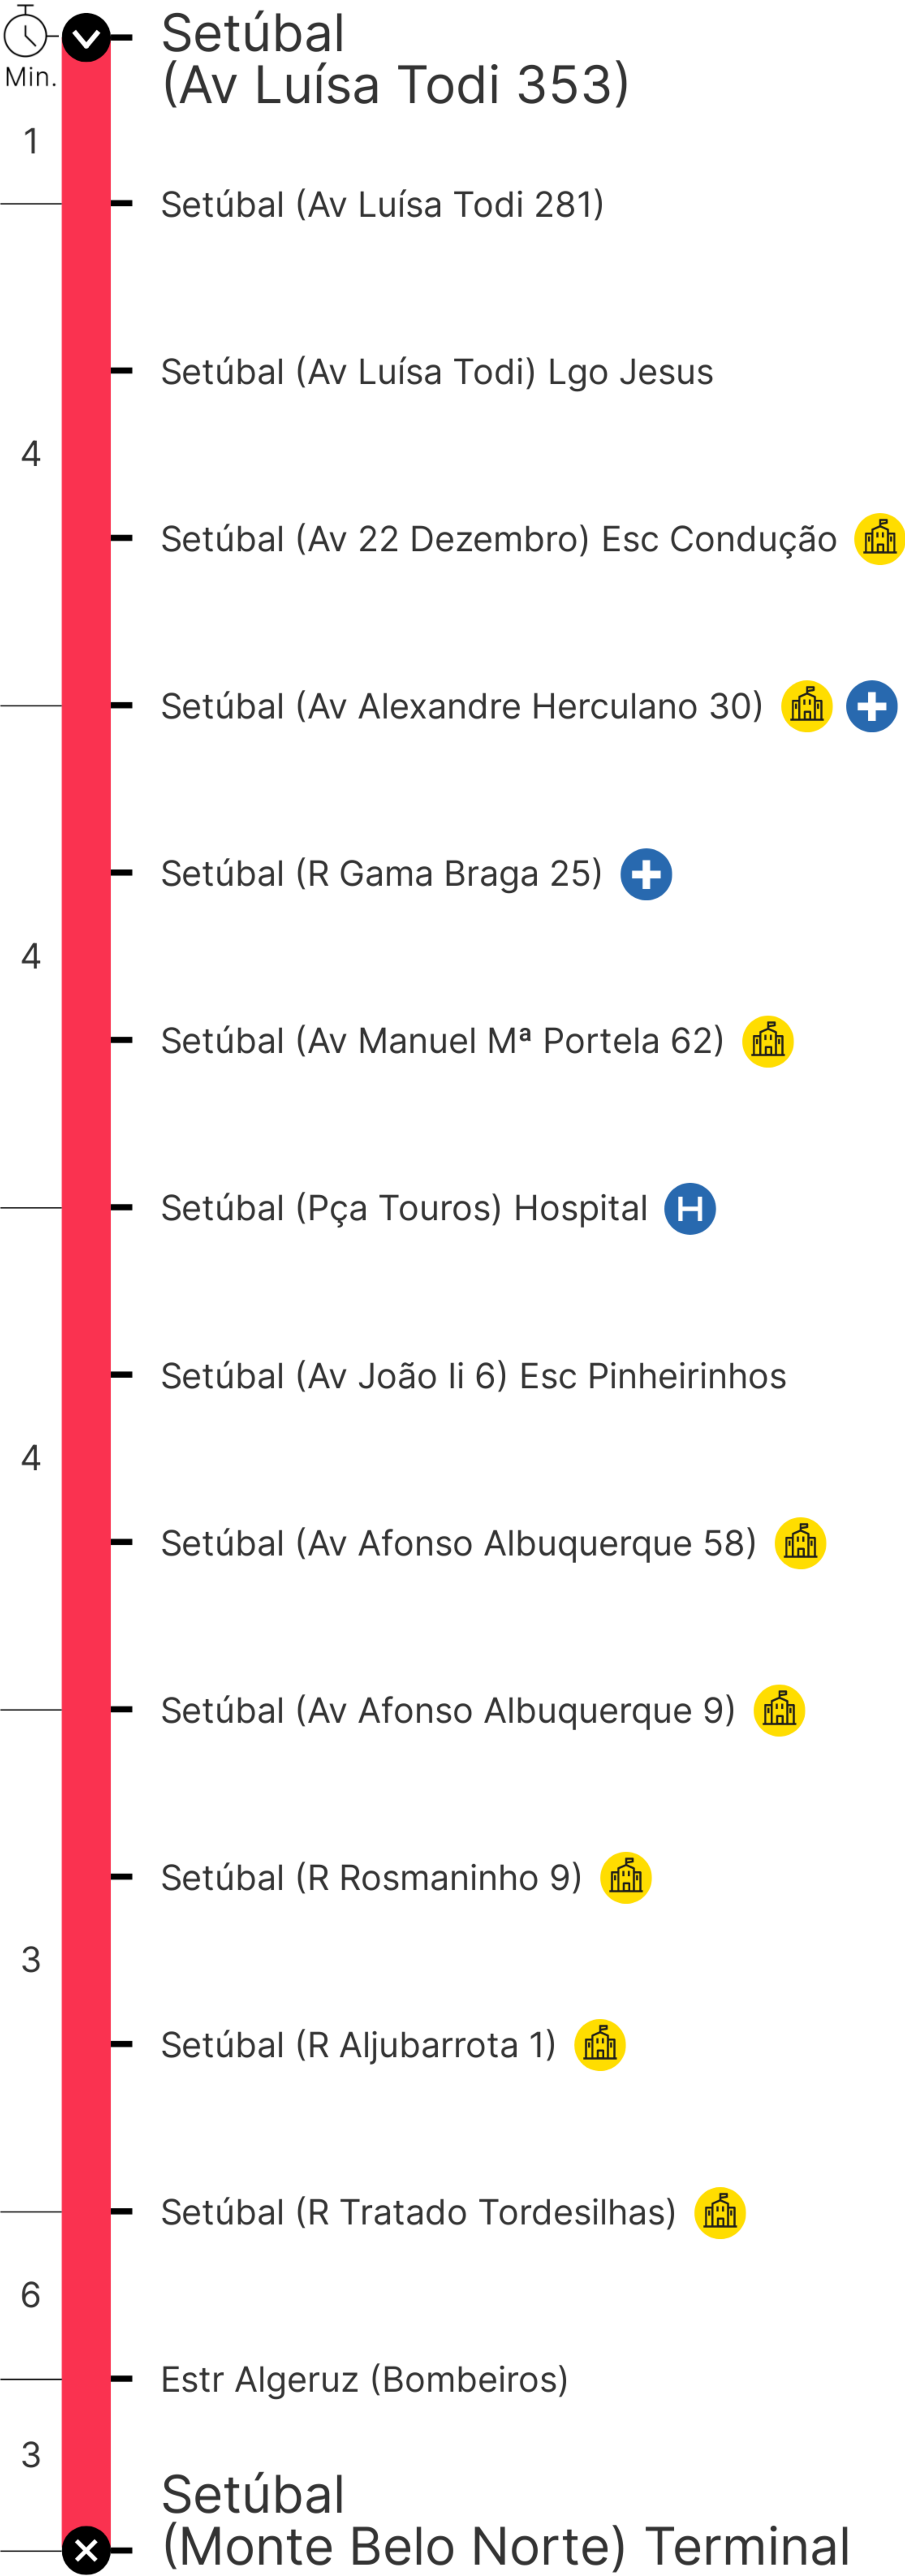 Setúbal
(Av Luísa Todi 353)
Min.
1
Setúbal (Av Luísa Todi 281)
Setúbal (Av Luísa Todi) Lgo Jesus
4
Setúbal (Av 22 Dezembro) Esc Condução
Setúbal (Av Alexandre Herculano 30)
Setúbal (R Gama Braga 25)
4
Setúbal (Av Manuel Mª Portela 62)
Setúbal (Pça Touros) Hospital H
Setúbal (Av João Ii 6) Esc Pinheirinhos
4
Setúbal (Av Afonso Albuquerque 58)
Setúbal (Av Afonso Albuquerque 9)
Setúbal (R Rosmaninho 9)
3
Setúbal (R Aljubarrota 1)
Setúbal (R Tratado Tordesilhas)
6
Estr Algeruz (Bombeiros)
3
Setúbal
(Monte Belo Norte) Terminal